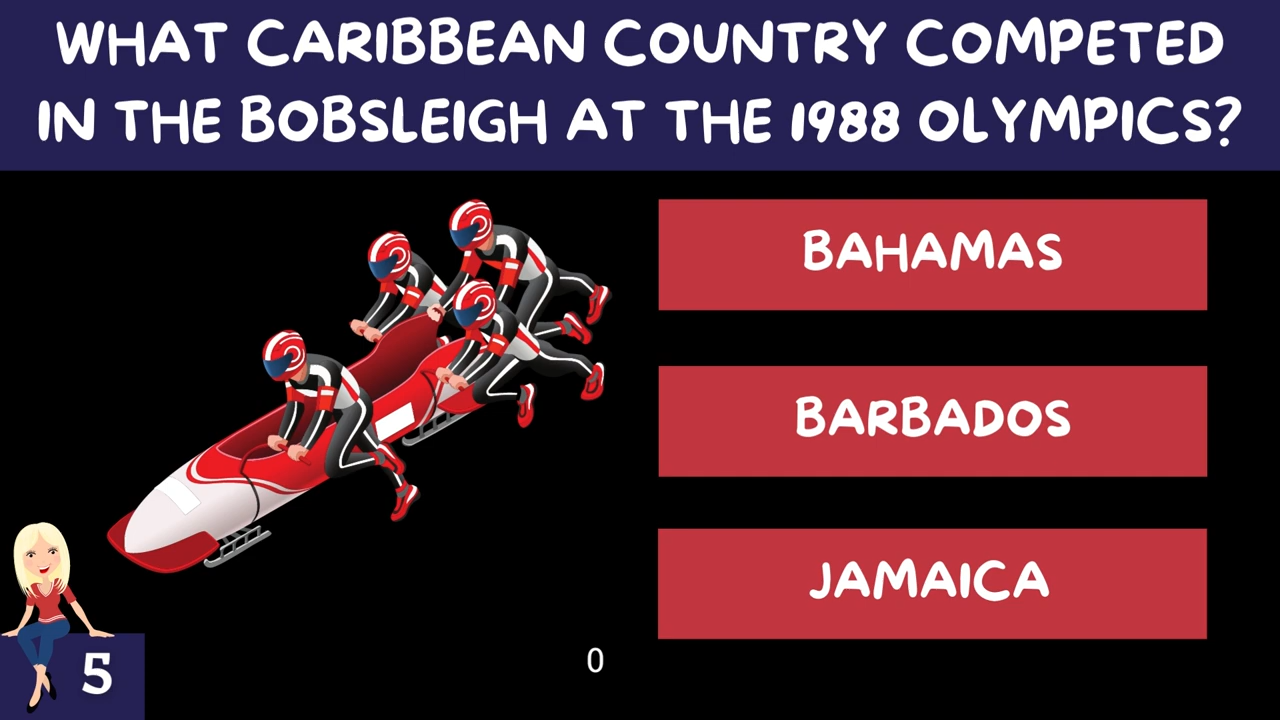 WHAT CARIBBEAN COUNTRY COMPETED
IN THE BOBSLEIGH AT THE 1988 OLYMPICS?
BAHAMAS
BARBADOS
JAMAICA
0
5